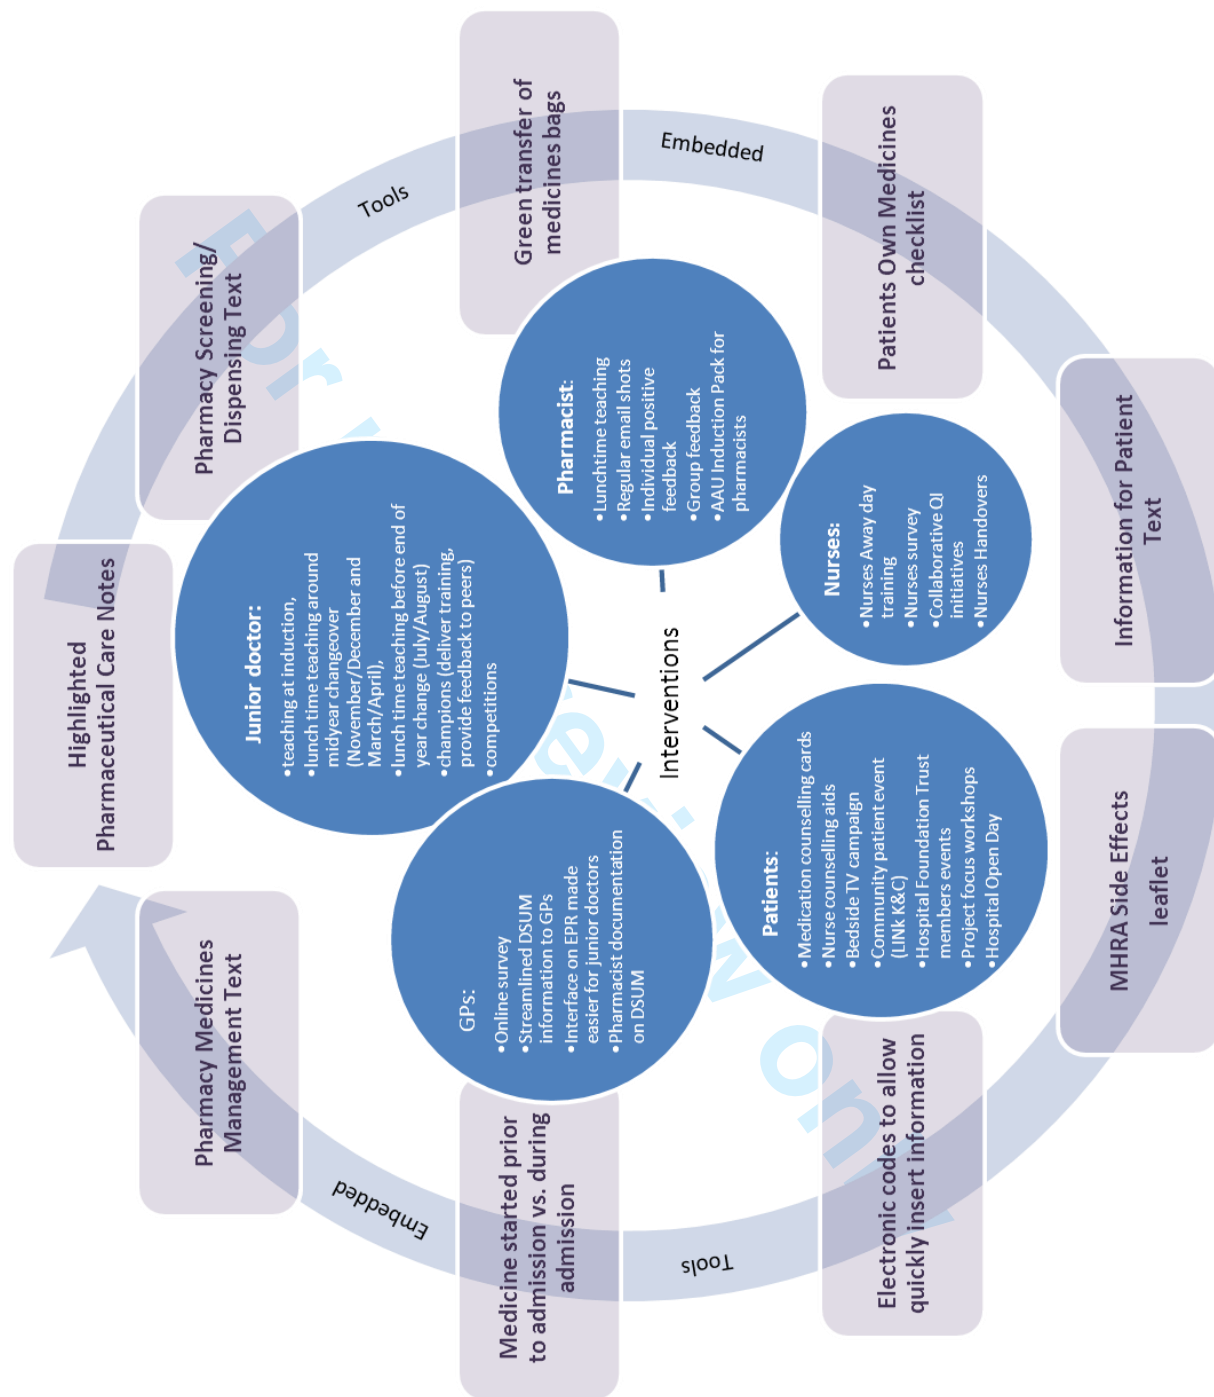 Highlighted
Pharmaceutical Care Notes
Pharmacy Screening/
Dispensing Text
Tools
Green transfer of
medicines bags
Embedded
Patients Own Medicines
checklist
Information for Patient
Text
MHRA Side Effects
leaflet
Electronic codes to allow
quickly insert information
Tools
Medicine started prior
to admission vs. during
admission
Embedded
Pharmacy Medicines
Management Text
Junior doctor:
•teaching at induction,
•lunch time teaching around
midyear changeover
(November/December and
March/April),
•lunch time teaching before end of
year change (July/August)
•champions (deliver training,
provide feedback to peers)
•competitions
Pharmacist:
•Lunchtime teaching
•Regular email shots
•Individual positive
feedback
•Group feedback
•AAU Induction Pack for
pharmacists
Nurses:
•Nurses Away day
training
•Nurses survey
•Collaborative QI
initiatives
•Nurses Handovers
Patients:
•Medication counselling cards
•Nurse counselling aids
•Bedside TV campaign
•Community patient event
(LINk K&C)
•Hospital Foundation Trust
members events
•Project focus workshops
•Hospital Open Day
GPs:
•Online survey
•Streamlined DSUM
information to GPs
•Interface on EPR made
easier for junior doctors
•Pharmacist documentation
on DSUM
Interventions
For
only